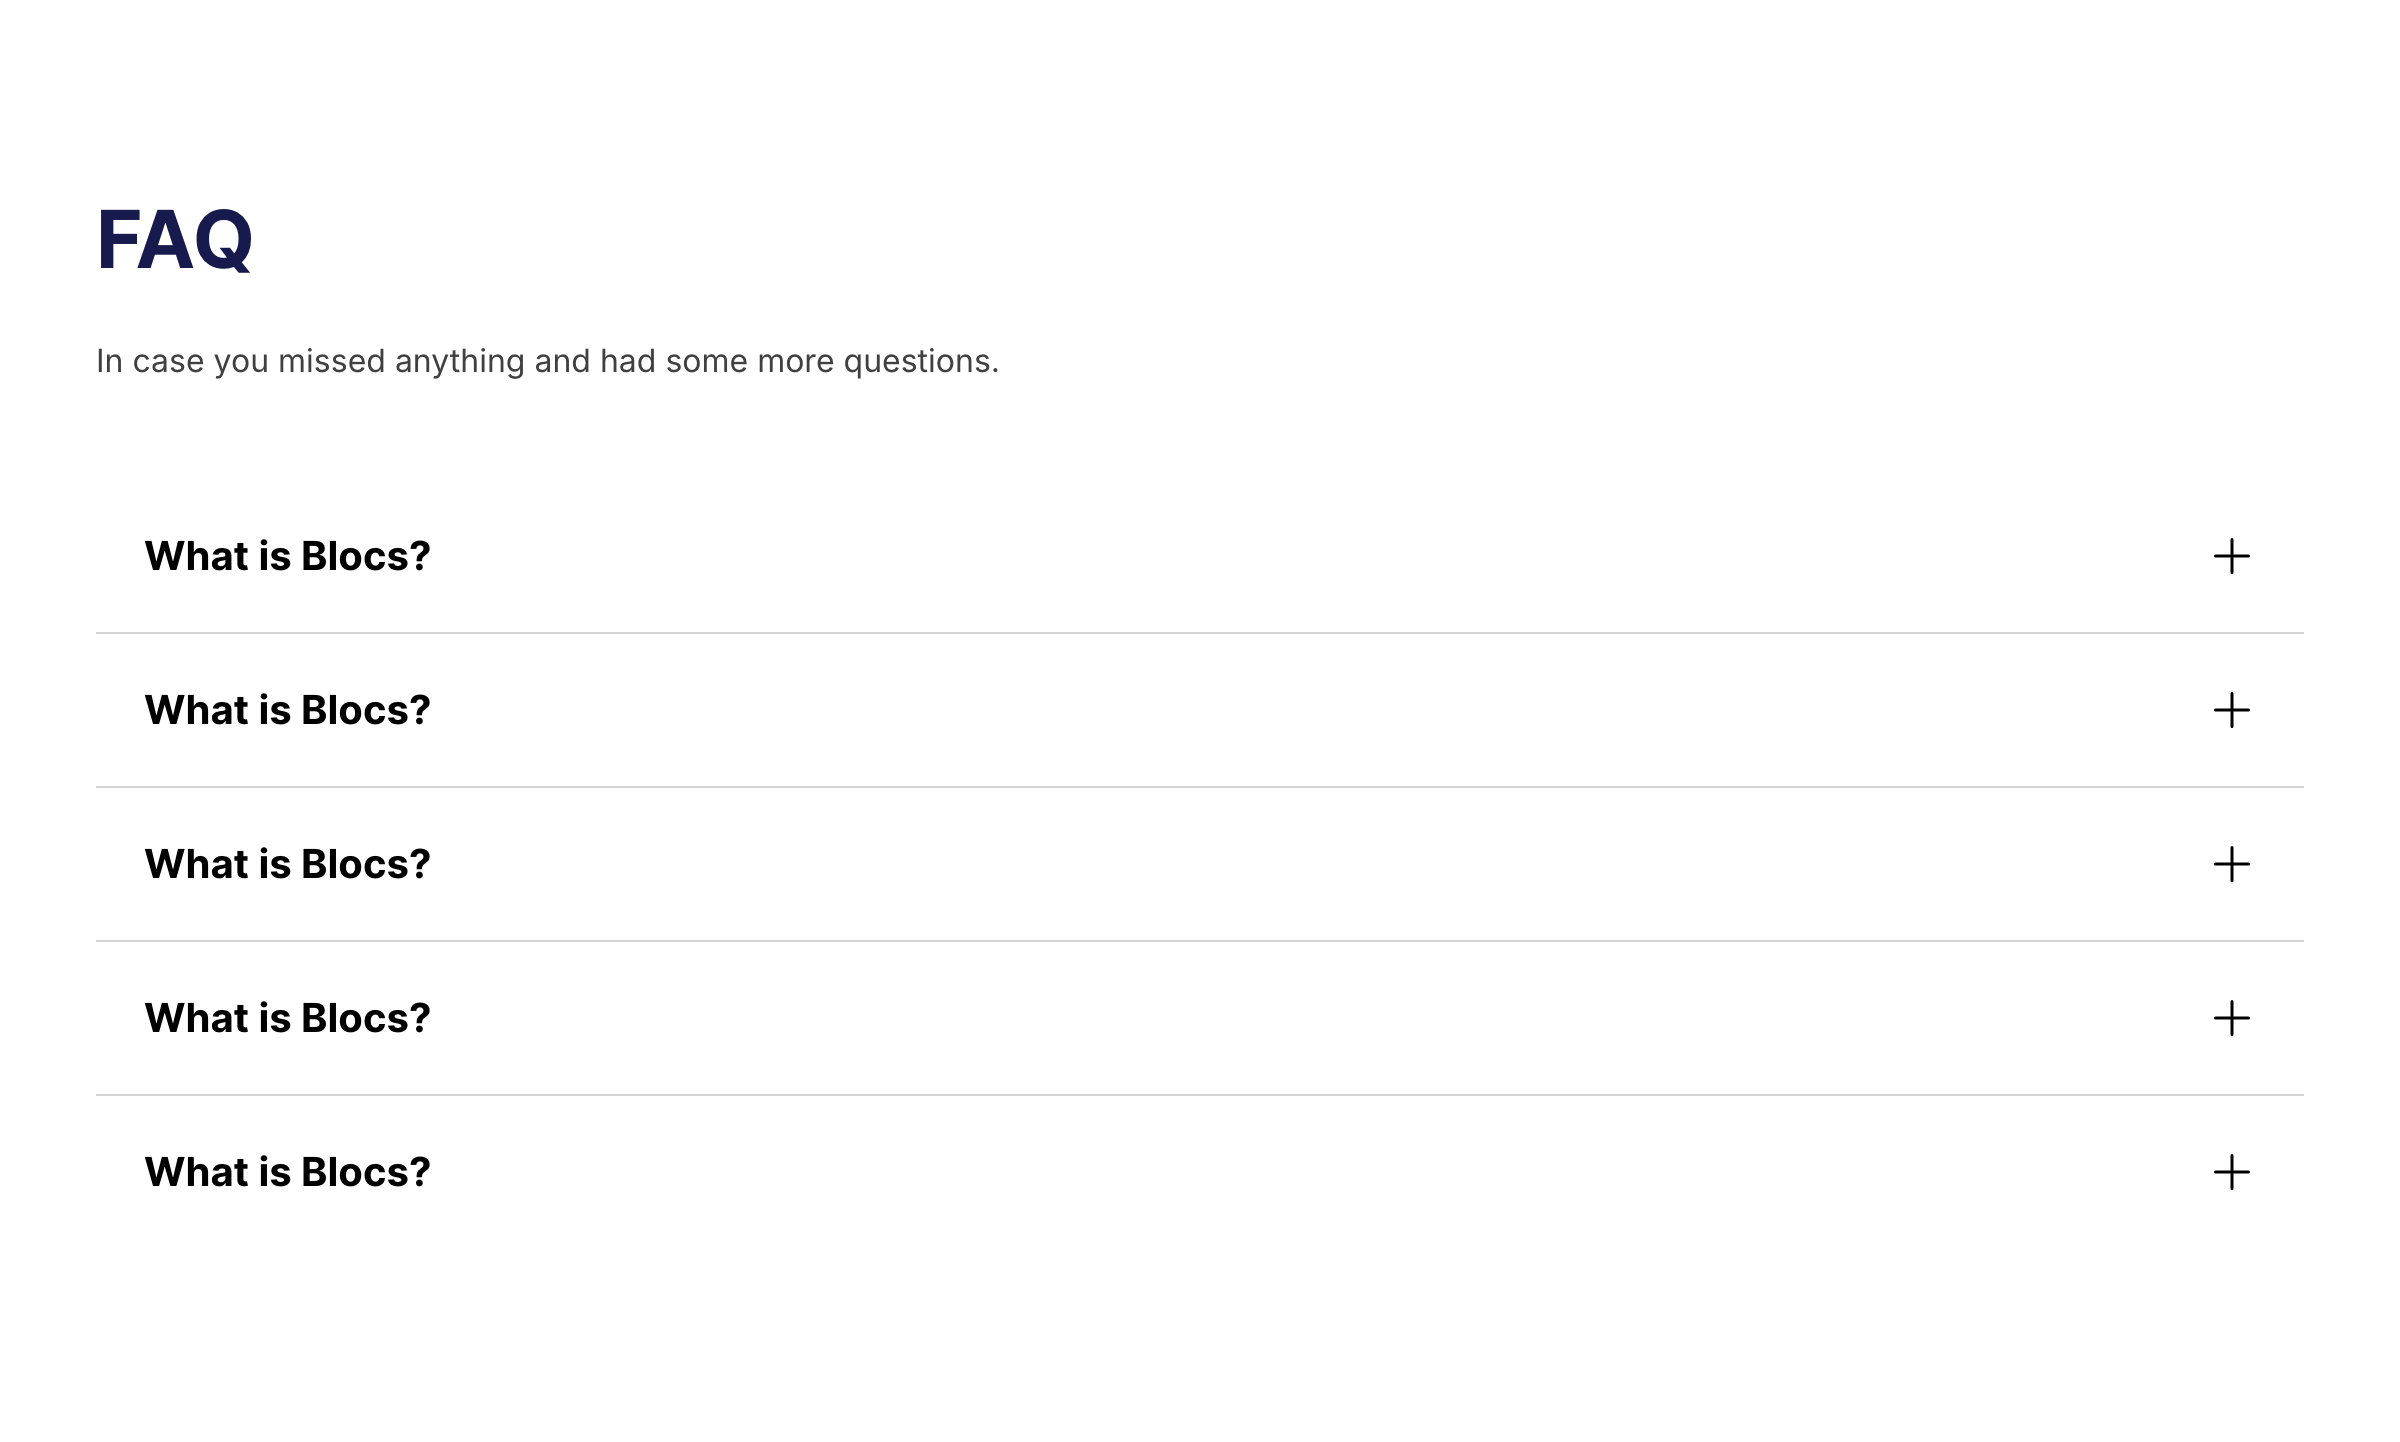 FAQ
In case you missed anything and had some more questions.
What is Blocs?
What is Blocs?
What is Blocs?
What is Blocs?
What is Blocs?